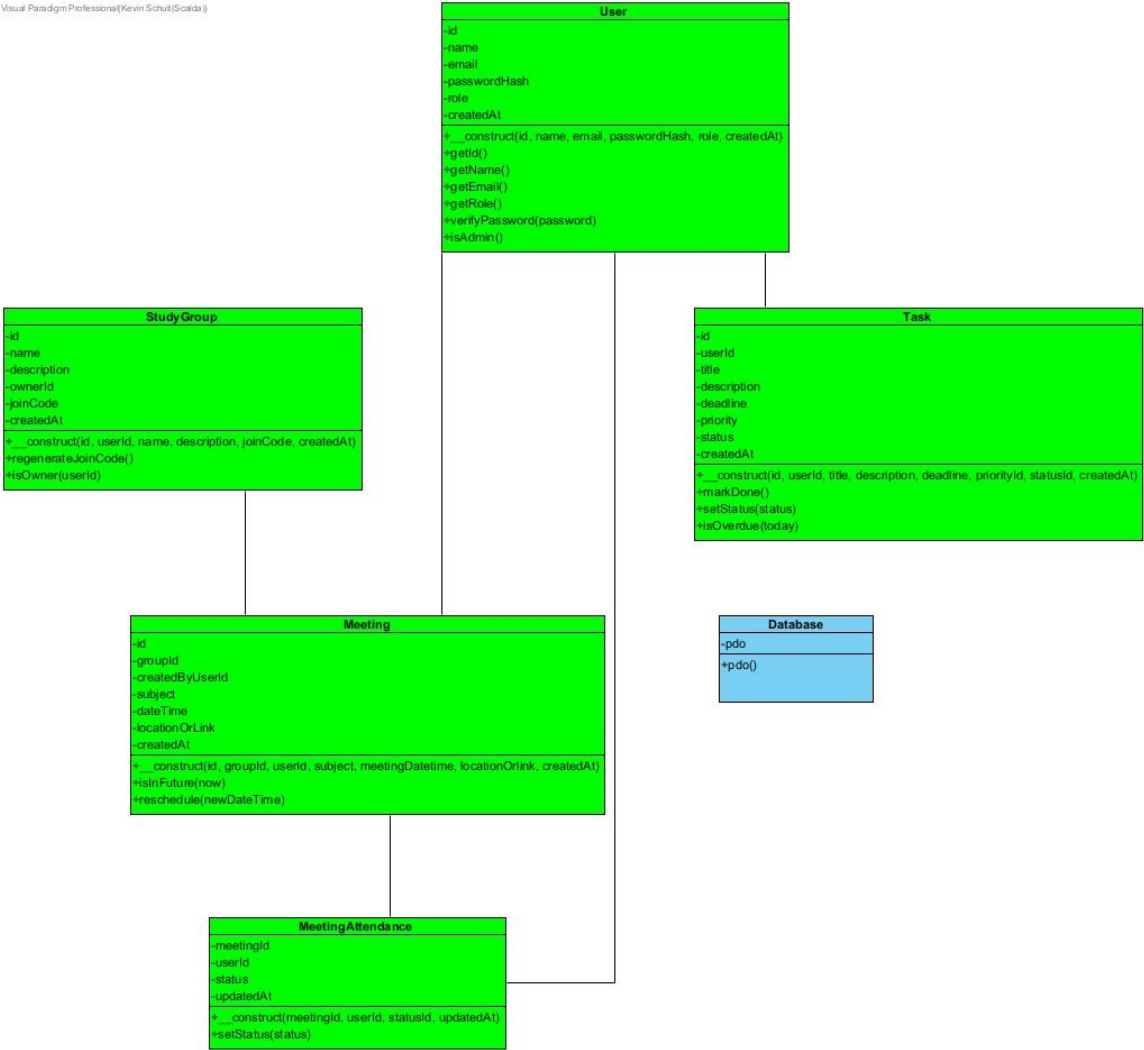 Visual Paradigm Professional(Kevin Schuil(Scalda))
User
-id
-name
-email
-passwordHash
-role
-createdAt
+__construct(id, name, email, passwordHash, role, createdAt)
+getId()
+getName()
+getEmail()
+getRole()
+verifyPassword(password)
+isAdmin()
StudyGroup
-id
-name
-description
-ownerId
-joinCode
-createdAt
+__construct(id, userId, name, description, joinCode, createdAt)
+regenerateJoinCode()
+isOwner(userId)
Task
-id
-userId
-title
-description
-deadline
-priority
-status
-createdAt
+__construct(id, userId, title, description, deadline, priorityId, statusId, createdAt)
+markDone()
+setStatus(status)
+isOverdue(today)
Meeting
-id
-groupId
-createdByUserId
-subject
-dateTime
-locationOrLink
-createdAt
+__construct(id, groupId, userId, subject, meetingDatetime, locationOrlink, createdAt)
+isInFuture(now)
+reschedule(newDateTime)
Database
-pdo
+pdo()
MeetingAttendance
-meetingId
-userId
-status
-updatedAt
+__construct(meetingId, userId, statusId, updatedAt)
+setStatus(status)